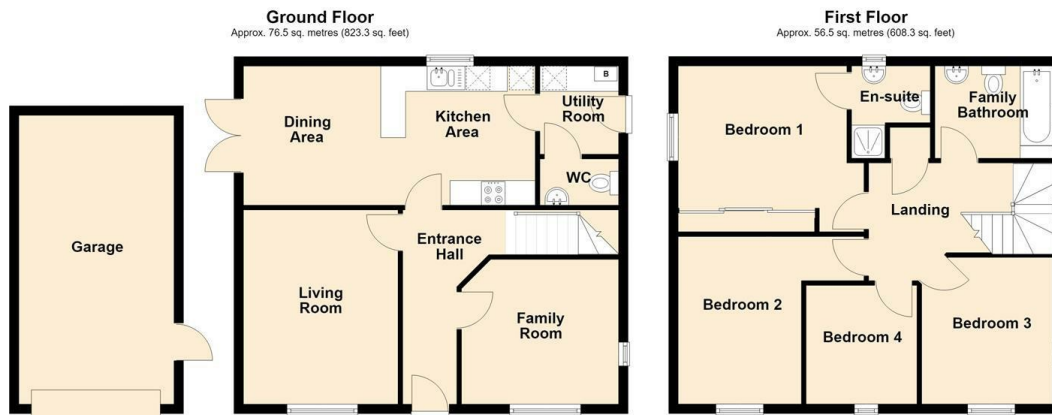 Ground Floor
Approx. 76.5 sq. metres (823.3 sq. feet)
Dining
Area
Kitchen
Area
B
Utility
Room
WC
Garage
Entrance
Hall
Living
Room
Family
Room
First Floor
Approx. 56.5 sq. metres (608.3 sq. feet)
Bedroom 1
En-suite
Family
Bathroom
Landing
Bedroom 2
Bedroom 4
Bedroom 3